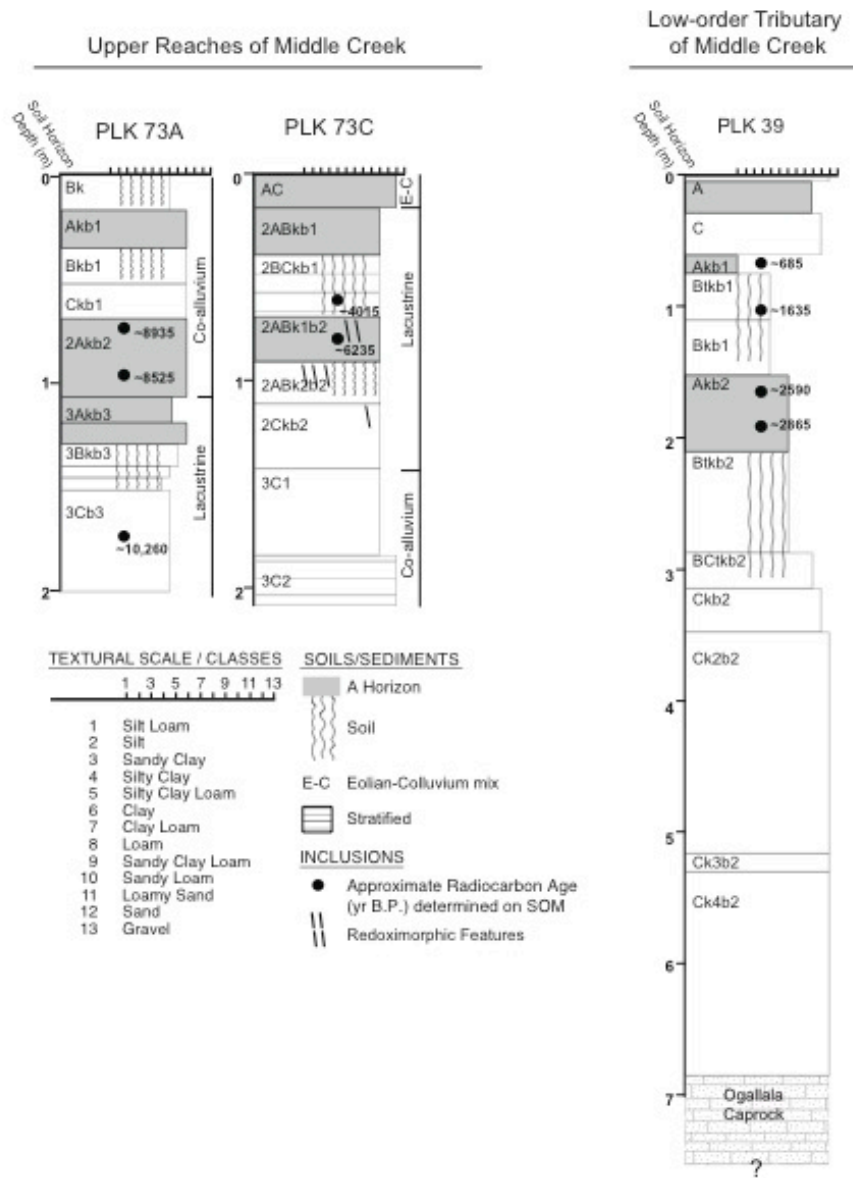 Upper Reaches of Middle Creek
Low-order Tributary
of Middle Creek
Soil Horizon
Depth (m)
PLK 73A
0
Bk
Akb1
Bkb1
Ckb1
2Akb2
~8935
~8525
1
3Akb3
3Bkb3
3Cb3
~10,260
2
Co-alluvium
Lacustrine
PLK 73C
0
AC
2ABkb1
2BCkb1
~4015
2ABk1b2
~6235
1
2ABk2b2
2Ckb2
3C1
3C2
2
E-C
Lacustrine
Co-alluvium
Soil Horizon
Depth (m)
PLK 39
0
A
C
Akb1
~685
1
Btkb1
~1635
Bkb1
Akb2
~2590
~2865
2
Btkb2
BCtkb2
3
Ckb2
Ck2b2
4
5
Ck3b2
Ck4b2
6
7
Ogallala
Caprock
?
TEXTURAL SCALE / CLASSES
1 3 5 7 9 11 13
1 Silt Loam
2 Silt
3 Sandy Clay
4 Silty Clay
5 Silty Clay Loam
6 Clay
7 Clay Loam
8 Loam
9 Sandy Clay Loam
10 Sandy Loam
11 Loamy Sand
12 Sand
13 Gravel
SOILS/SEDIMENTS
A Horizon
Soil
E-C Eolian-Colluvium mix
Stratified
INCLUSIONS
Approximate Radiocarbon Age
(yr B.P.) determined on SOM
Redoximorphic Features